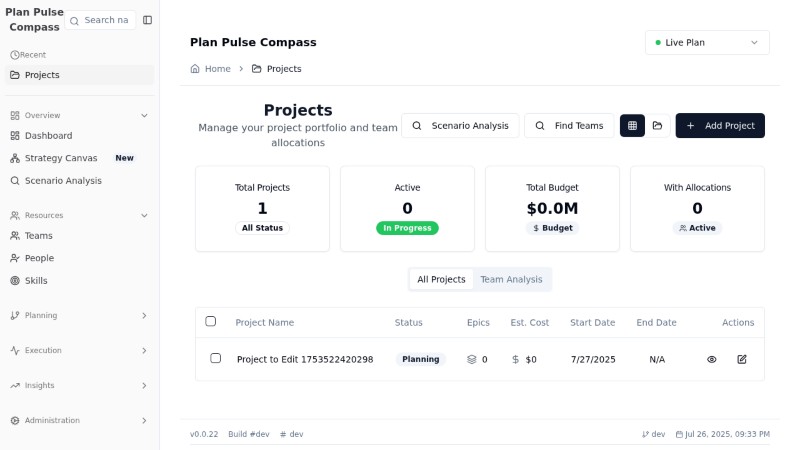 Plan Pulse
Compass
Search na
Recent
Projects
Overview
Dashboard
Strategy Canvas New
Scenario Analysis
Resources
Teams
People
Skills
Planning
Execution
Insights
Administration
Plan Pulse Compass
Live Plan
Home > Projects
Projects
Manage your project portfolio and team
allocations
Scenario Analysis
Find Teams
Add Project
Total Projects
1
All Status
Active
0
In Progress
Total Budget
$0.0M
$ Budget
With Allocations
0
Active
All Projects Team Analysis
Project Name Status Epics Est. Cost Start Date End Date Actions
Project to Edit 1753522420298 Planning 0 $ $0 7/27/2025 N/A
v0.0.22 Build #dev # dev dev Jul 26, 2025, 09:33 PM